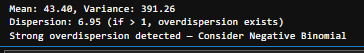 Mean: 43.40, Variance: 391.26
Dispersion: 6.95 (if > 1, overdispersion exists)
Strong overdispersion detected — Consider Negative Binomial